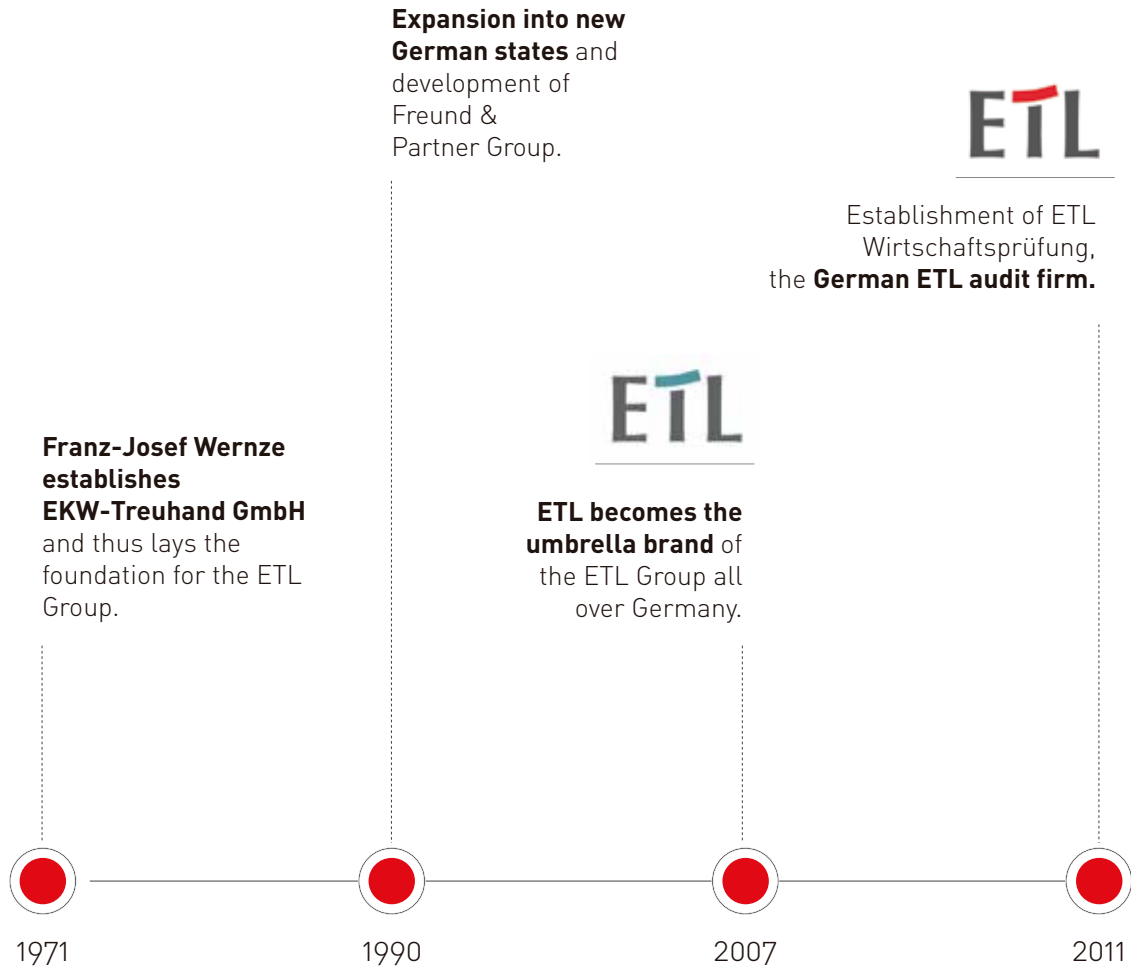 Expansion into new
German states and
development of
Freund &
Partner Group.
ETL
Establishment of ETL
Wirtschaftsprüfung,
the German ETL audit firm.
ETL
Franz-Josef Wernze
establishes
EKW-Treuhand GmbH
and thus lays the
foundation for the ETL
Group.
ETL becomes the
umbrella brand of
the ETL Group all
over Germany.
1971
1990
2007
2011